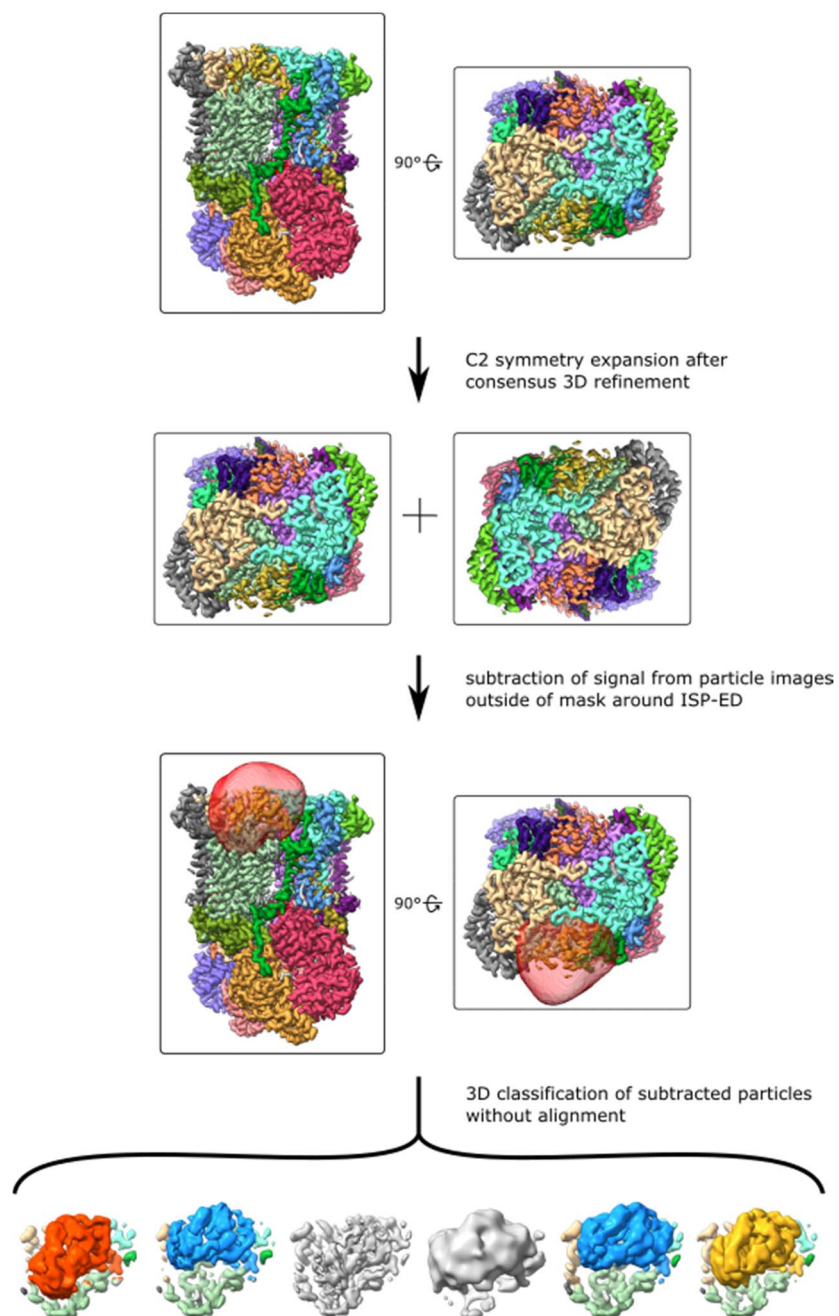 90°
C2 symmetry expansion after
consensus 3D refinement
+
subtraction of signal from particle images
outside of mask around ISP-ED
90°
3D classification of subtracted particles
without alignment